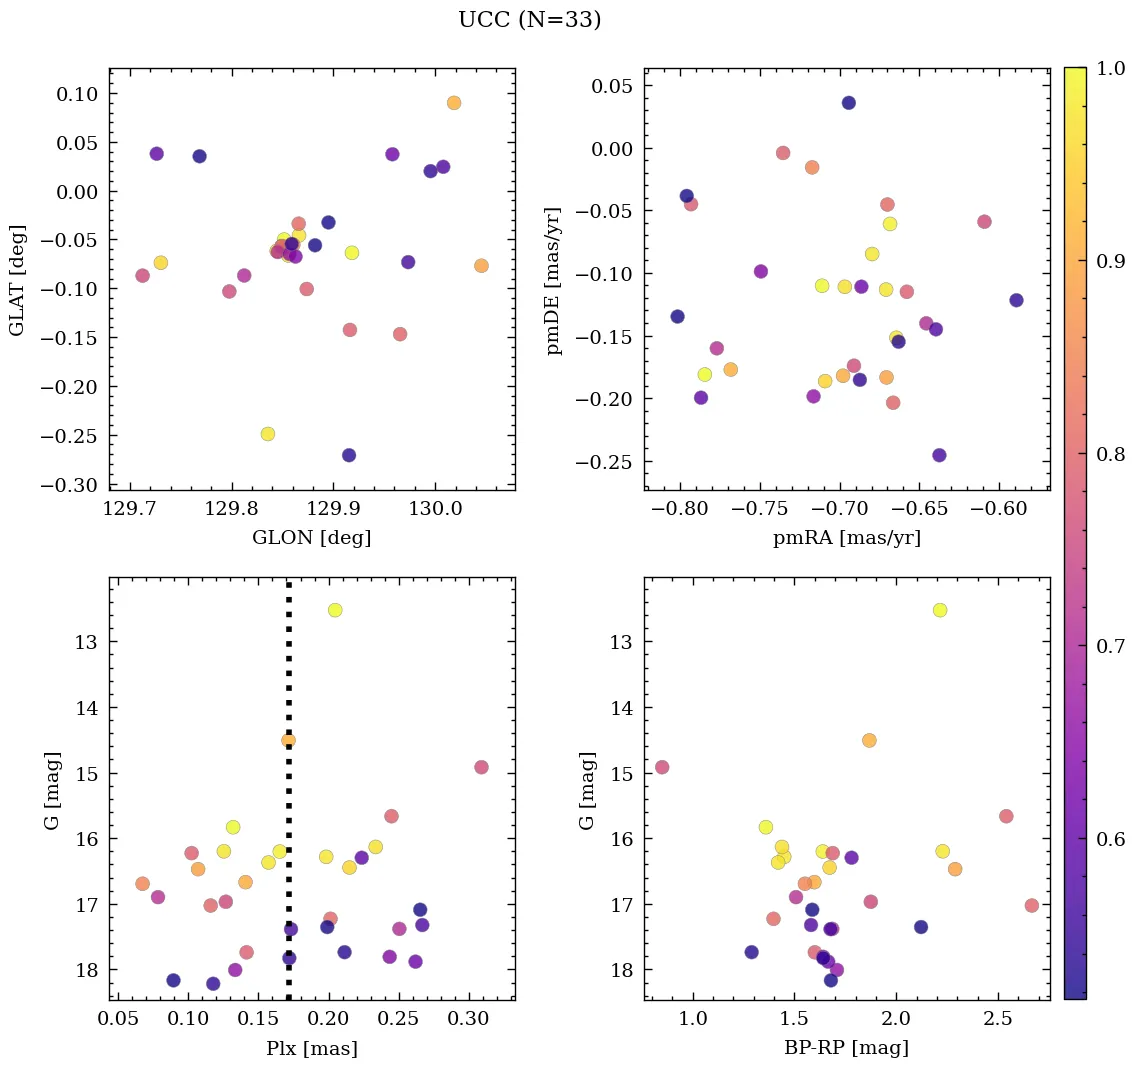 UCC (N=33)
0.10
0.05
0.00
−0.05
−0.10
−0.15
−0.20
−0.25
−0.30
GLAT [deg]
129.7 129.8 129.9 130.0
GLON [deg]
0.05
0.00
−0.05
−0.10
−0.15
−0.20
−0.25
pmDE [mas/yr]
−0.80 −0.75 −0.70 −0.65 −0.60
pmRA [mas/yr]
13
14
15
16
17
18
G [mag]
0.05 0.10 0.15 0.20 0.25 0.30
Plx [mas]
13
14
15
16
17
18
G [mag]
1.0 1.5 2.0 2.5
BP-RP [mag]
1.0
0.9
0.8
0.7
0.6